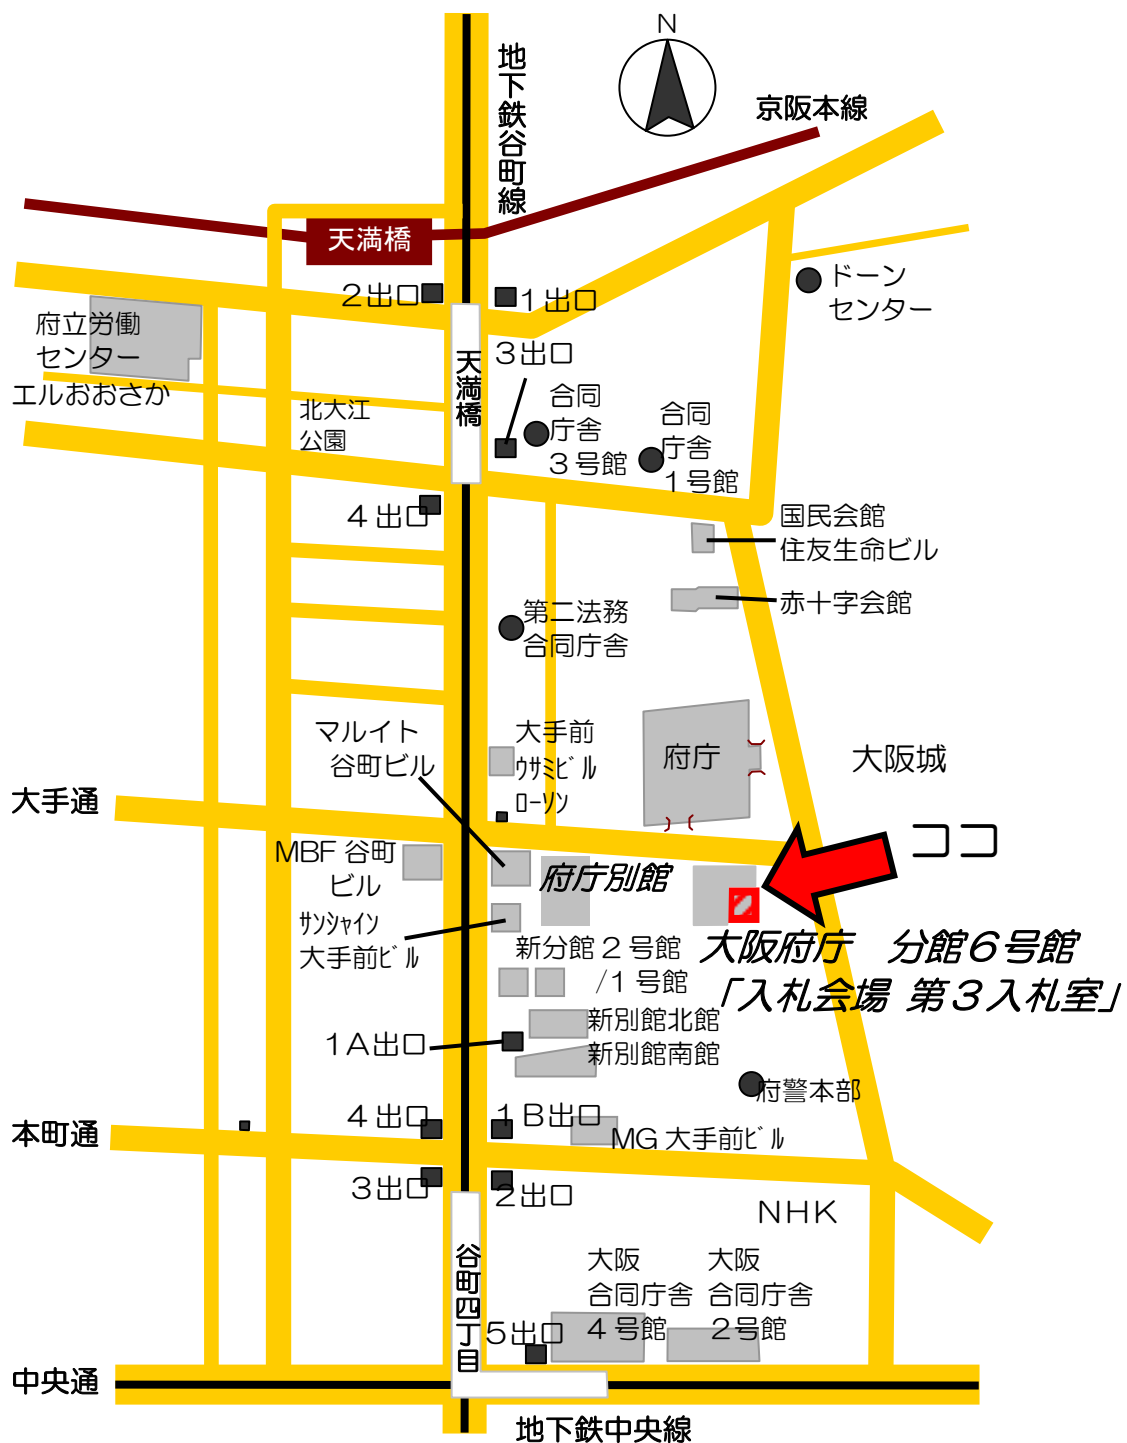 N
地下鉄谷町線
京阪本線
天満橋
ドーン
センター
2出口
1出口
府立労働
センター
エルおおさか
3出口
天満橋
北大江
公園
合同
庁舎
3号館
合同
庁舎
1号館
4出口
国民会館
住友生命ビル
赤十字会館
第二法務
合同庁舎
マルイト
谷町ビル
大手前
ｳｻﾐﾋﾞﾙ
ﾛｰｿﾝ
府庁
大阪城
大手通
ココ
MBF谷町
ビル
府庁別館
ｻﾝｼｬｲﾝ
大手前ﾋﾞﾙ
新分館2号館
/1号館
大阪府庁　分館6号館
「入札会場 第3入札室」
新別館北館
新別館南館
1A出口
府警本部
4出口
1B出口
本町通
MG大手前ﾋﾞﾙ
3出口
2出口
NHK
谷町四丁目
大阪
合同庁舎
4号館
大阪
合同庁舎
2号館
5出口
中央通
地下鉄中央線